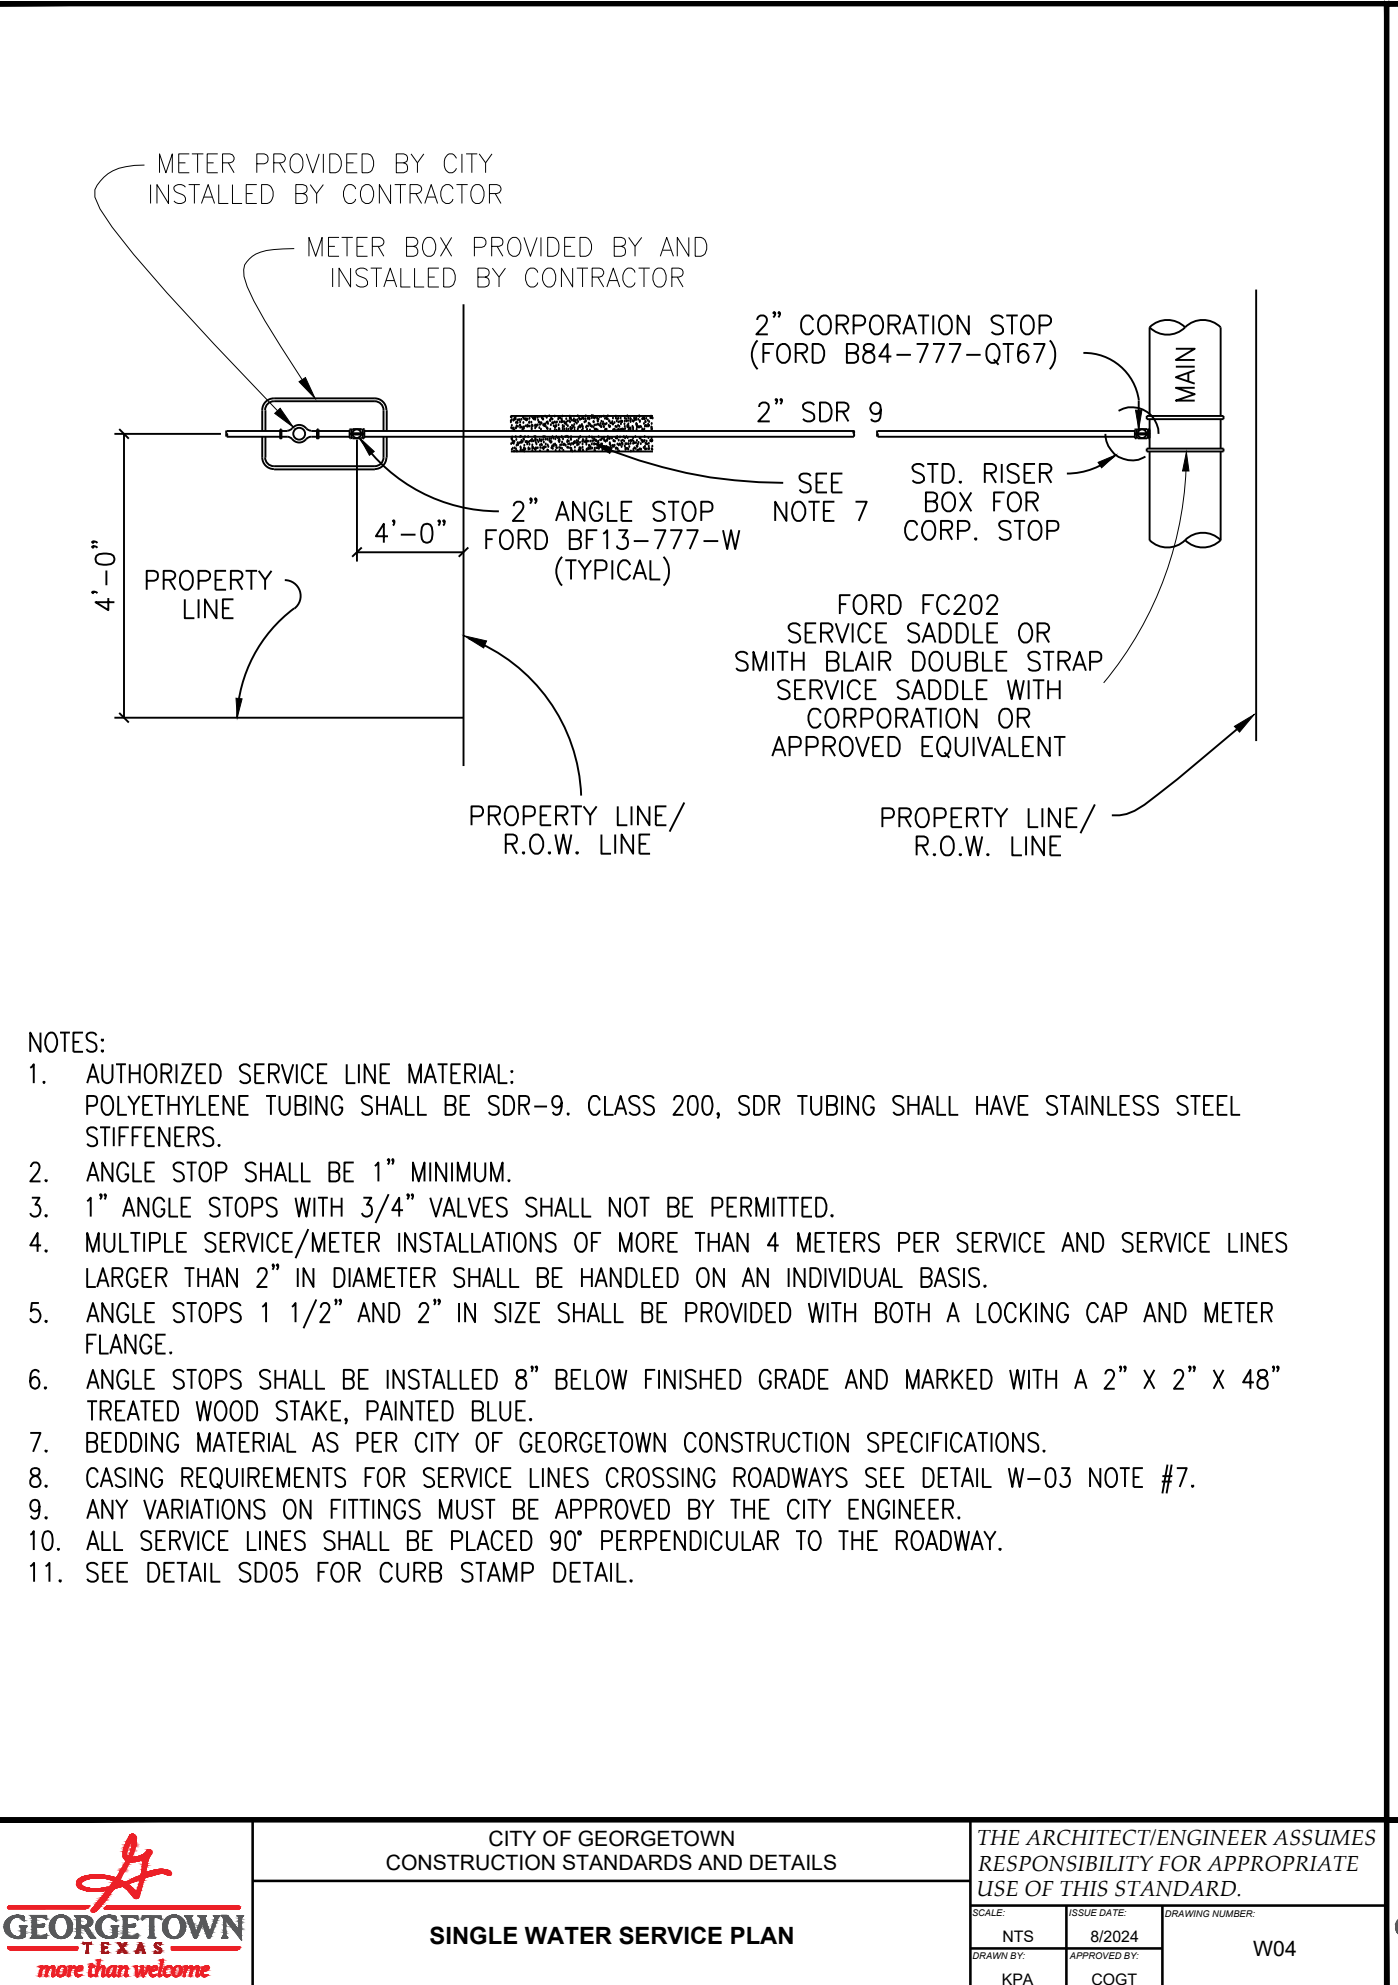 METER PROVIDED BY CITY
INSTALLED BY CONTRACTOR
METER BOX PROVIDED BY AND
INSTALLED BY CONTRACTOR
2" CORPORATION STOP
(FORD B84-777-QT67)
MAIN
2" SDR 9
SEE
NOTE 7
STD. RISER
BOX FOR
CORP. STOP
2" ANGLE STOP
FORD BF13-777-W
(TYPICAL)
4'-0"
4'-0"
PROPERTY
LINE
FORD FC202
SERVICE SADDLE OR
SMITH BLAIR DOUBLE STRAP
SERVICE SADDLE WITH
CORPORATION OR
APPROVED EQUIVALENT
PROPERTY LINE/
R.O.W. LINE
PROPERTY LINE/
R.O.W. LINE
NOTES:
1. AUTHORIZED SERVICE LINE MATERIAL:
POLYETHYLENE TUBING SHALL BE SDR-9. CLASS 200, SDR TUBING SHALL HAVE STAINLESS STEEL
STIFFENERS.
2. ANGLE STOP SHALL BE 1" MINIMUM.
3. 1" ANGLE STOPS WITH 3/4" VALVES SHALL NOT BE PERMITTED.
4. MULTIPLE SERVICE/METER INSTALLATIONS OF MORE THAN 4 METERS PER SERVICE AND SERVICE LINES
LARGER THAN 2" IN DIAMETER SHALL BE HANDLED ON AN INDIVIDUAL BASIS.
5. ANGLE STOPS 1 1/2" AND 2" IN SIZE SHALL BE PROVIDED WITH BOTH A LOCKING CAP AND METER
FLANGE.
6. ANGLE STOPS SHALL BE INSTALLED 8" BELOW FINISHED GRADE AND MARKED WITH A 2" X 2" X 48"
TREATED WOOD STAKE, PAINTED BLUE.
7. BEDDING MATERIAL AS PER CITY OF GEORGETOWN CONSTRUCTION SPECIFICATIONS.
8. CASING REQUIREMENTS FOR SERVICE LINES CROSSING ROADWAYS SEE DETAIL W-03 NOTE #7.
9. ANY VARIATIONS ON FITTINGS MUST BE APPROVED BY THE CITY ENGINEER.
10. ALL SERVICE LINES SHALL BE PLACED 90° PERPENDICULAR TO THE ROADWAY.
11. SEE DETAIL SD05 FOR CURB STAMP DETAIL.
GEORGETOWN
TEXAS
more than welcome
CITY OF GEORGETOWN
CONSTRUCTION STANDARDS AND DETAILS
SINGLE WATER SERVICE PLAN
THE ARCHITECT/ENGINEER ASSUMES
RESPONSIBILITY FOR APPROPRIATE
USE OF THIS STANDARD.
SCALE:
NTS
ISSUE DATE:
8/2024
DRAWING NUMBER:
W04
DRAWN BY:
KPA
APPROVED BY:
COGT